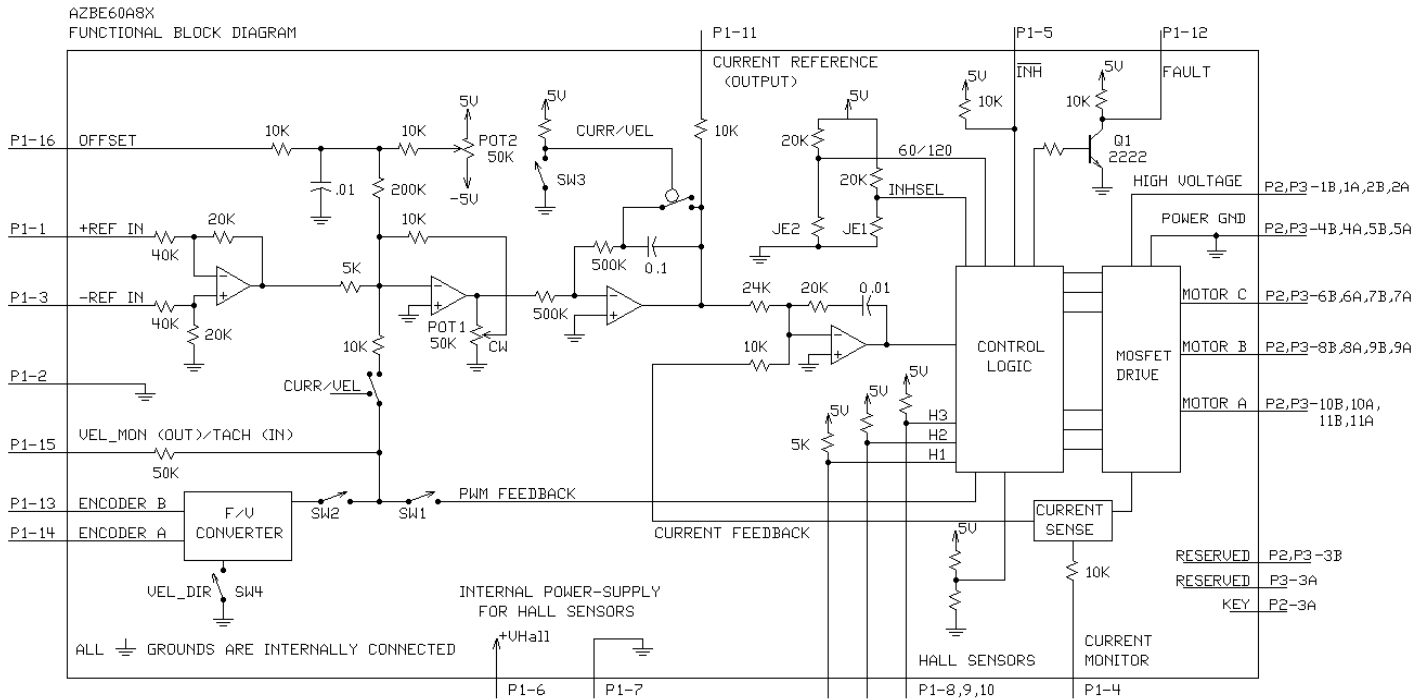 AZBE60A8X
FUNCTIONAL BLOCK DIAGRAM
P1-11
P1-5
P1-12
CURRENT REFERENCE
(OUTPUT)
INH
FAULT
5V
10K
5V
10K
Q1
2222
P1-16 OFFSET
10K
.01
10K
200K
5V
POT2
50K
-5V
5V
SW3
CURR/VEL
10K
5V
20K
60/120
20K
INHSEL
JE2
JE1
HIGH VOLTAGE P2,P3-1B,1A,2B,2A
POWER GND P2,P3-4B,4A,5B,5A
P1-1 +REF IN
40K
20K
P1-3 -REF IN
40K
20K
5K
10K
POT1
50K
CW
500K
500K
0.1
24K
20K
0.01
10K
CONTROL
LOGIC
MOSFET
DRIVE
MOTOR C P2,P3-6B,6A,7B,7A
MOTOR B P2,P3-8B,8A,9B,9A
MOTOR A P2,P3-10B,10A,
11B,11A
P1-2
10K
CURR/VEL
P1-15
VEL_MON (OUT)/TACH (IN)
50K
5V
5V
5V
5K
H3
H2
H1
P1-13 ENCODER B
P1-14 ENCODER A
F/V
CONVERTER
SW2
SW1
PWM FEEDBACK
CURRENT FEEDBACK
CURRENT
SENSE
VEL_DIR
SW4
5V
10K
RESERVED P2,P3-3B
RESERVED P3-3A
KEY P2-3A
INTERNAL POWER-SUPPLY
FOR HALL SENSORS
+VHall
ALL GROUNDS ARE INTERNALLY CONNECTED
HALL SENSORS
CURRENT
MONITOR
P1-6
P1-7
P1-8,9,10
P1-4